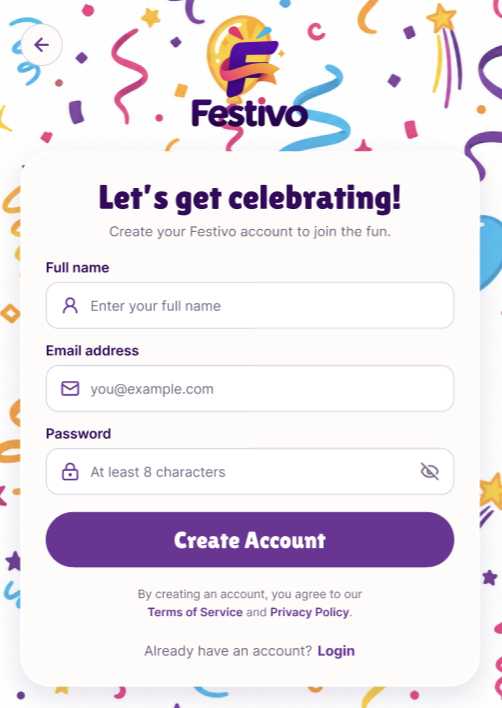 Festivo
Let's get celebrating!
Create your Festivo account to join the fun.
Full name
Enter your full name
Email address
you@example.com
Password
At least 8 characters
Create Account
By creating an account, you agree to our
Terms of Service and Privacy Policy.
Already have an account? Login